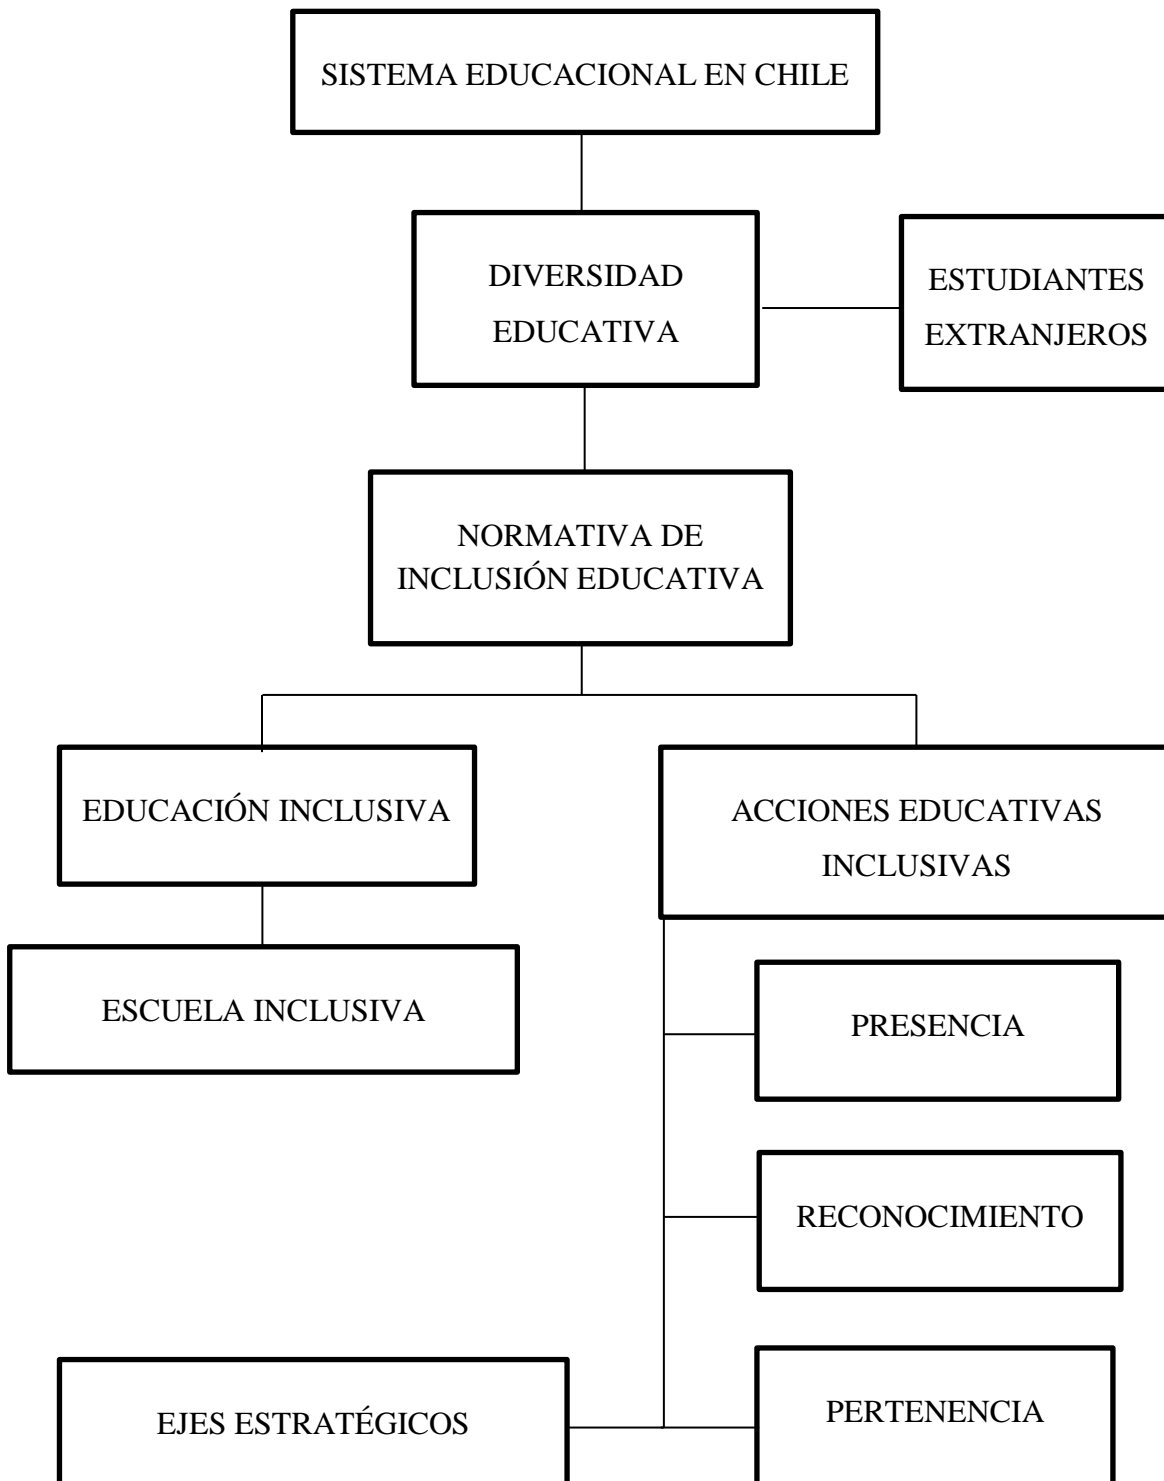 SISTEMA EDUCACIONAL EN CHILE
DIVERSIDAD
EDUCATIVA
ESTUDIANTES
EXTRANJEROS
NORMATIVA DE
INCLUSIÓN EDUCATIVA
EDUCACIÓN INCLUSIVA
ACCIONES EDUCATIVAS
INCLUSIVAS
ESCUELA INCLUSIVA
PRESENCIA
RECONOCIMIENTO
EJES ESTRATÉGICOS
PERTENENCIA